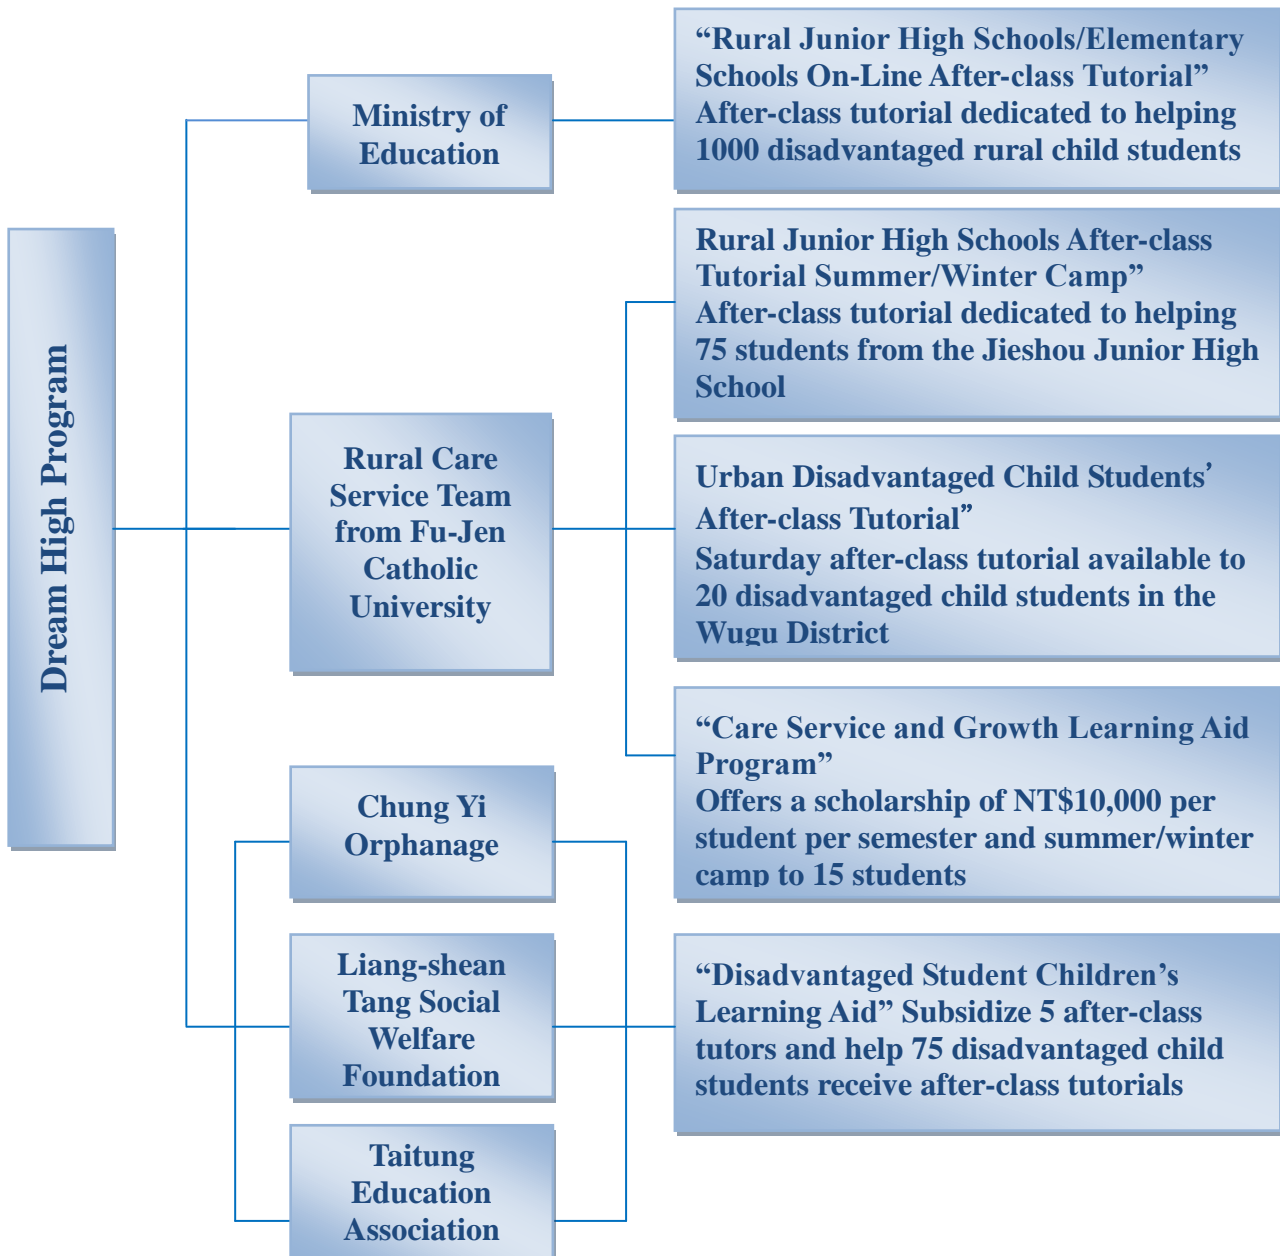 Dream High Program
Ministry of
Education
“Rural Junior High Schools/Elementary
Schools On-Line After-class Tutorial”
After-class tutorial dedicated to helping
1000 disadvantaged rural child students
Rural Care
Service Team
from Fu-Jen
Catholic
University
Rural Junior High Schools After-class
Tutorial Summer/Winter Camp”
After-class tutorial dedicated to helping
75 students from the Jieshou Junior High
School
Urban Disadvantaged Child Students’
After-class Tutorial”
Saturday after-class tutorial available to
20 disadvantaged child students in the
Wugu District
“Care Service and Growth Learning Aid
Program”
Offers a scholarship of NT$10,000 per
student per semester and summer/winter
camp to 15 students
Chung Yi
Orphanage
Liang-shean
Tang Social
Welfare
Foundation
Taitung
Education
Association
“Disadvantaged Student Children’s
Learning Aid” Subsidize 5 after-class
tutors and help 75 disadvantaged child
students receive after-class tutorials